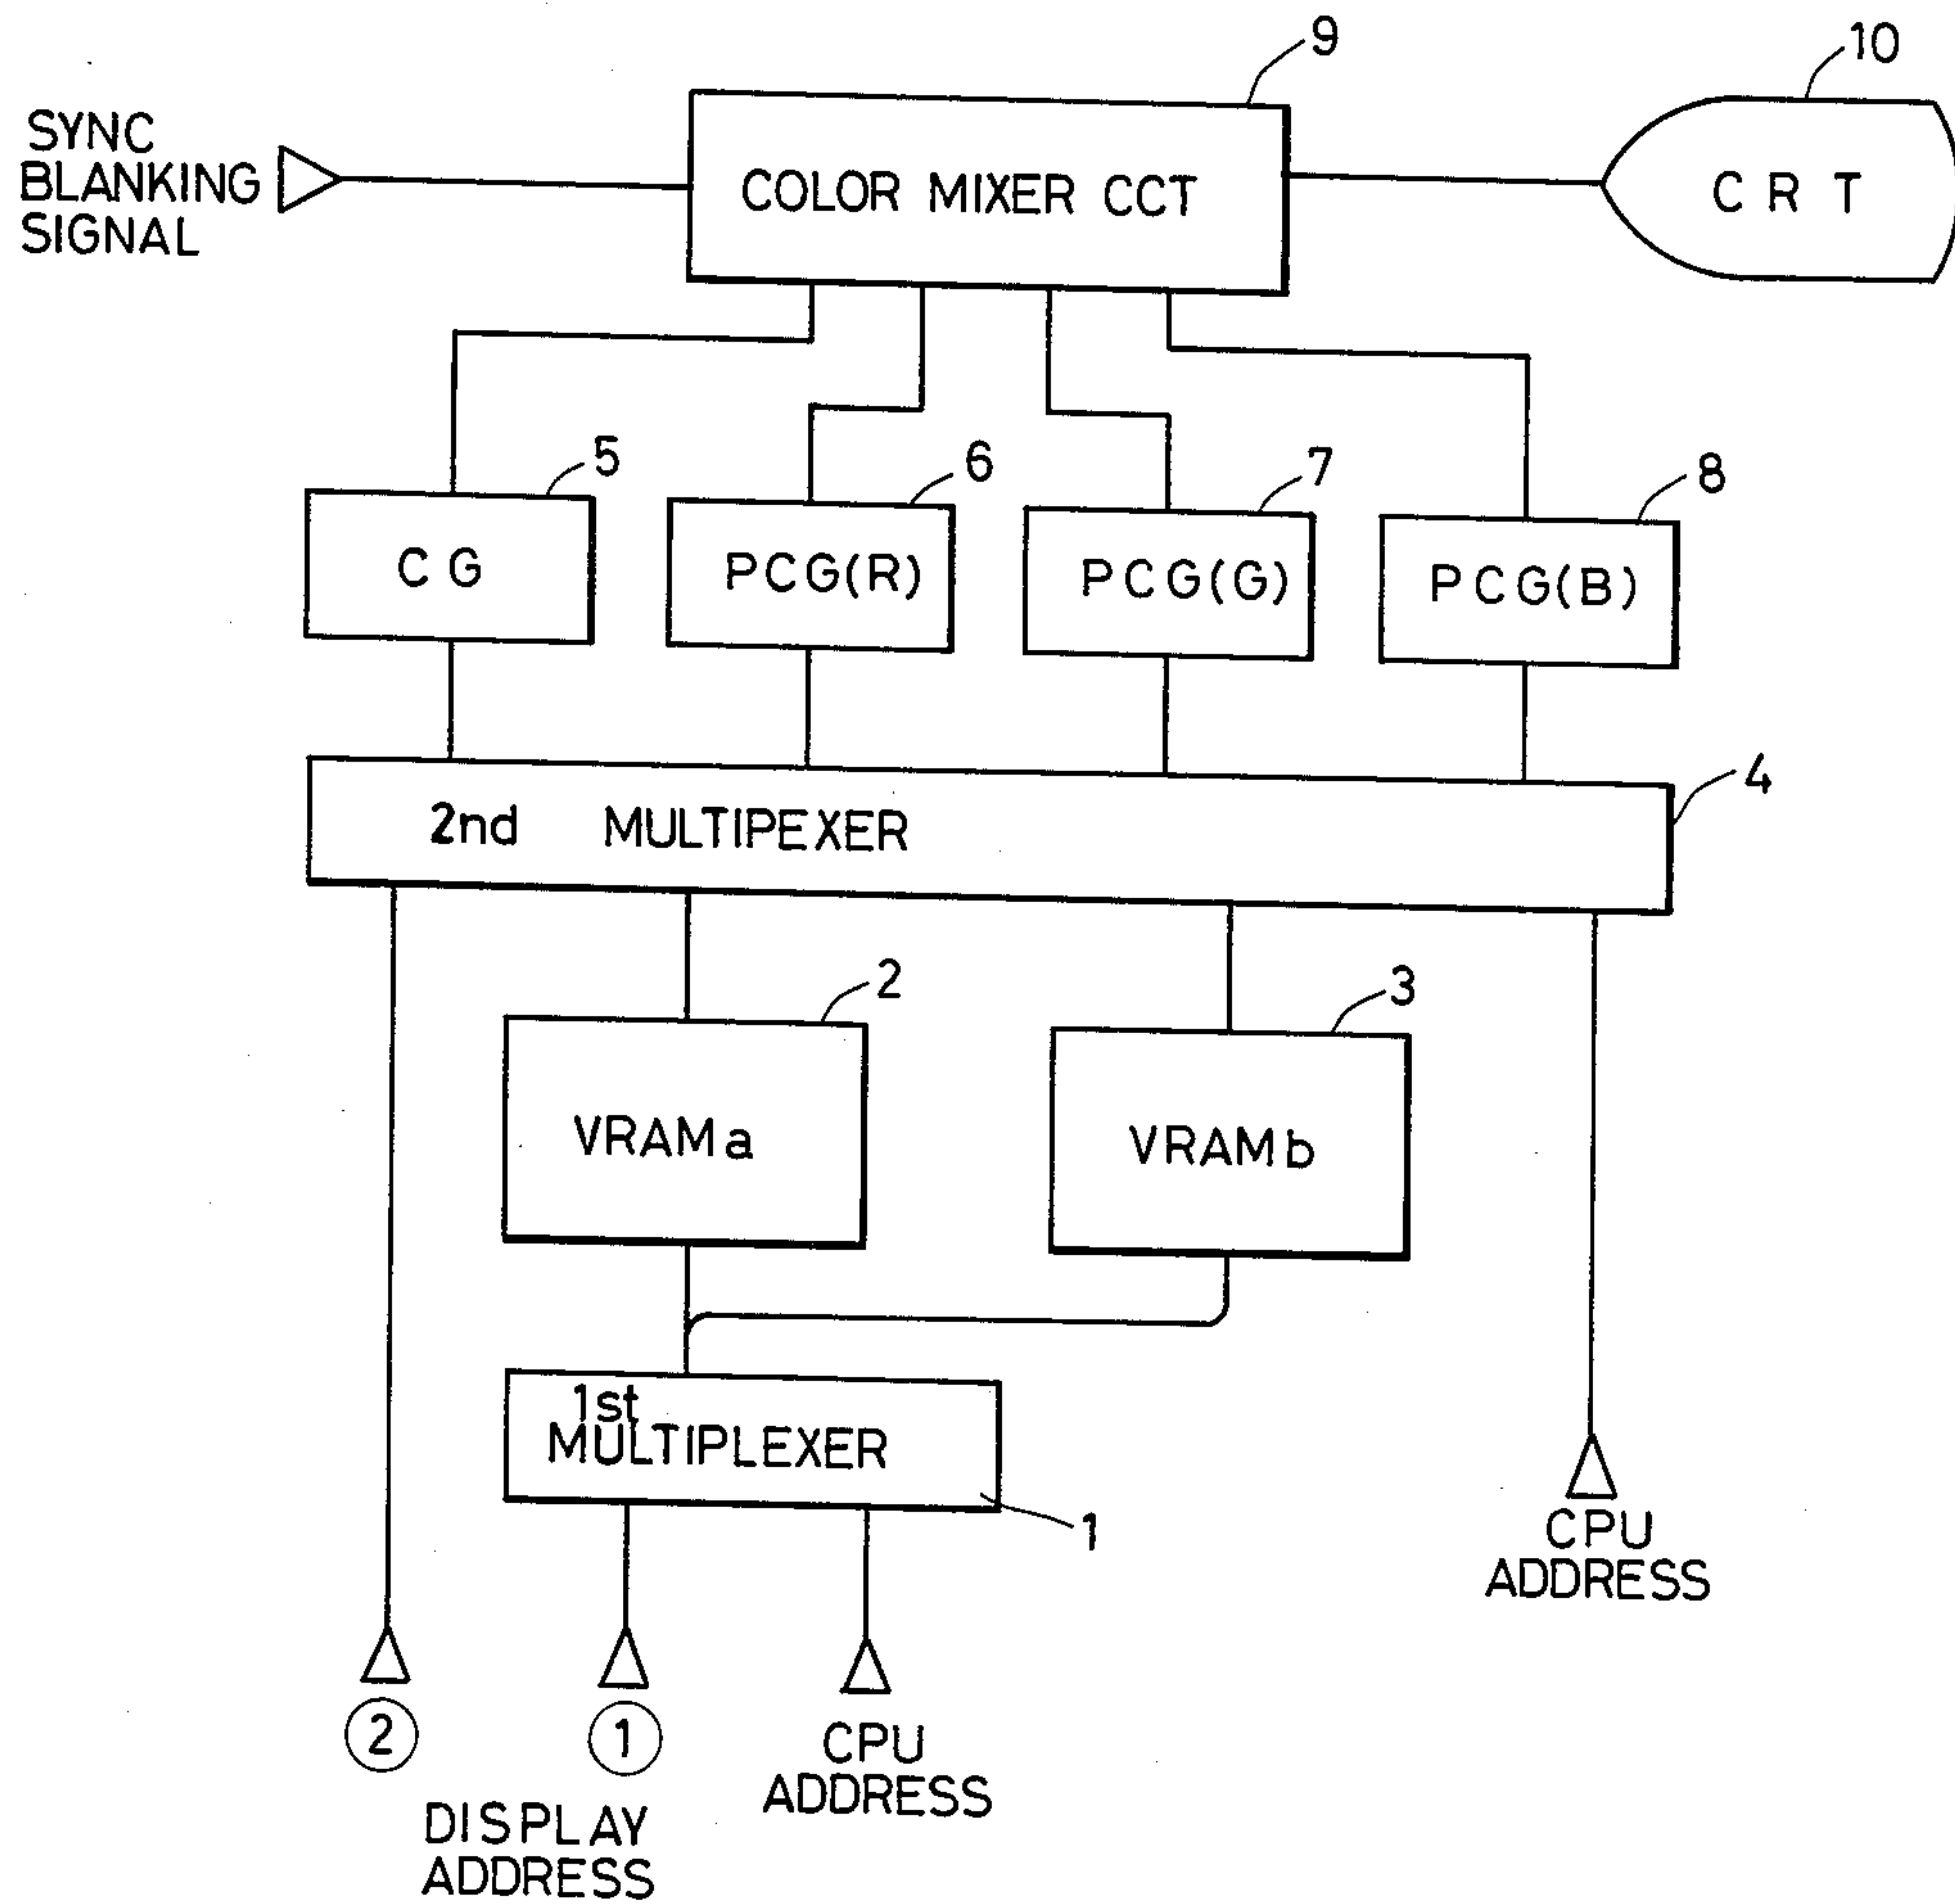 9
10
SYNC
BLANKING
SIGNAL
COLOR MIXER CCT
C R T
5
6
7
8
C G
PCG(R)
PCG(G)
PCG(B)
4
2nd MULTIPEXER
2
3
VRAMa
VRAMb
1st
MULTIPLEXER
1
CPU
ADDRESS
2
1
CPU
ADDRESS
DISPLAY
ADDRESS